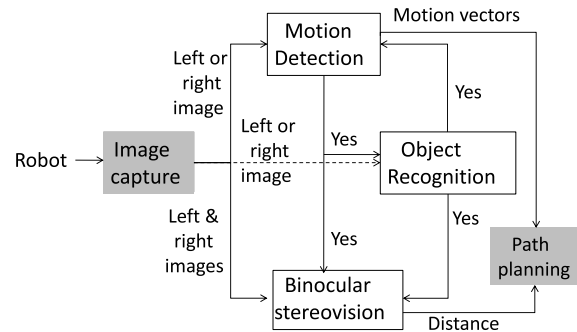 Motion vectors
Motion
Detection
Left or
right
image
Yes
Left or
right
image
Yes
Robot
Image
capture
Object
Recognition
Left &
right
images
Yes
Yes
Path
planning
Binocular
stereovision
Distance